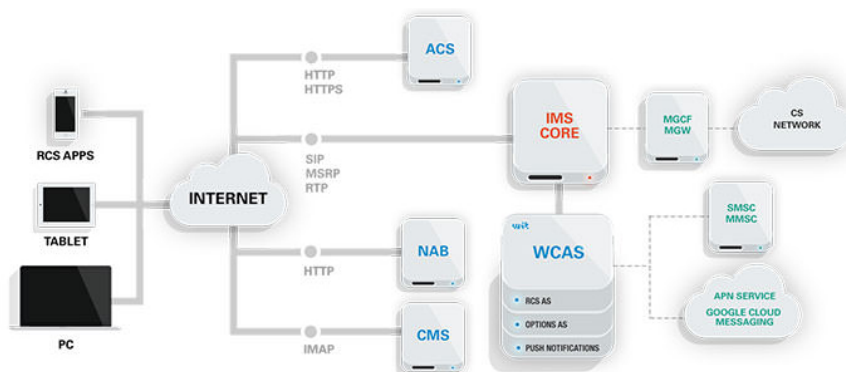 RCS APPS
TABLET
PC
INTERNET
HTTP
HTTPS
SIP
MSRP
RTP
HTTP
IMAP
ACS
IMS
CORE
MGCF
MGW
CS
NETWORK
NAB
CMS
WCAS
RCS AS
OPTIONS AS
PUSH NOTIFICATIONS
SMSC
MMSC
APN SERVICE
GOOGLE CLOUD
MESSAGING